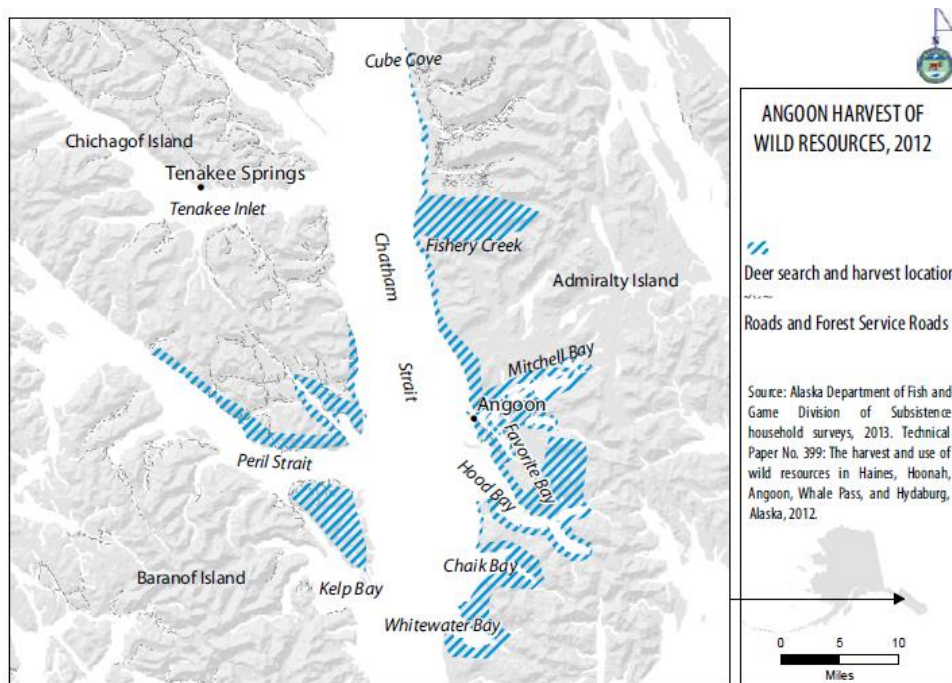 Cube Cove
Chichagof Island
Tenakee Springs
Tenakee Inlet
Fishery Creek
Chatham
Strait
Admiralty Island
Mitchell Bay
Angoon
Favorite Bay
Peril Strait
Hood Bay
Chaik Bay
Baranof Island
Kelp Bay
Whitewater Bay
ANGOON HARVEST OF
WILD RESOURCES, 2012
Deer search and harvest location
Roads and Forest Service Roads
Source: Alaska Department of Fish and
Game Division of Subsistence
household surveys, 2013. Technical
Paper No. 399: The harvest and use of
wild resources in Haines, Hoonah,
Angoon, Whale Pass, and Hydaburg,
Alaska, 2012.
0 5 10
Miles